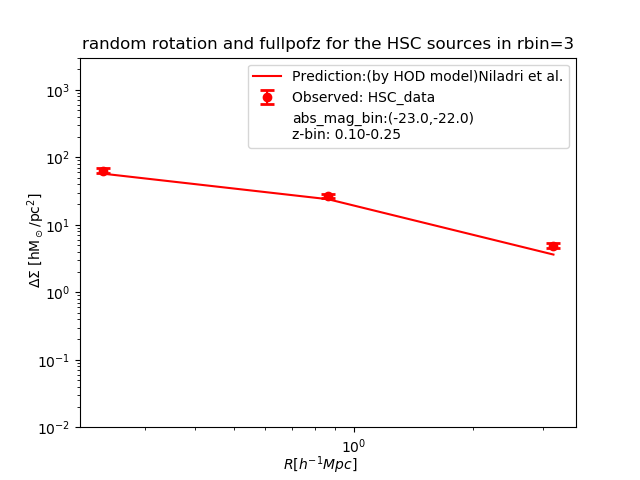 random rotation and fullpofz for the HSC sources in rbin=3
Prediction:(by HOD model)Niladri et al.
Observed: HSC_data
abs_mag_bin:(-23.0,-22.0)
z-bin: 0.10-0.25
10³
10²
10¹
10⁰
10⁻¹
10⁻²
ΔΣ [hM⊙/pc²]
10⁰
R[h⁻¹Mpc]